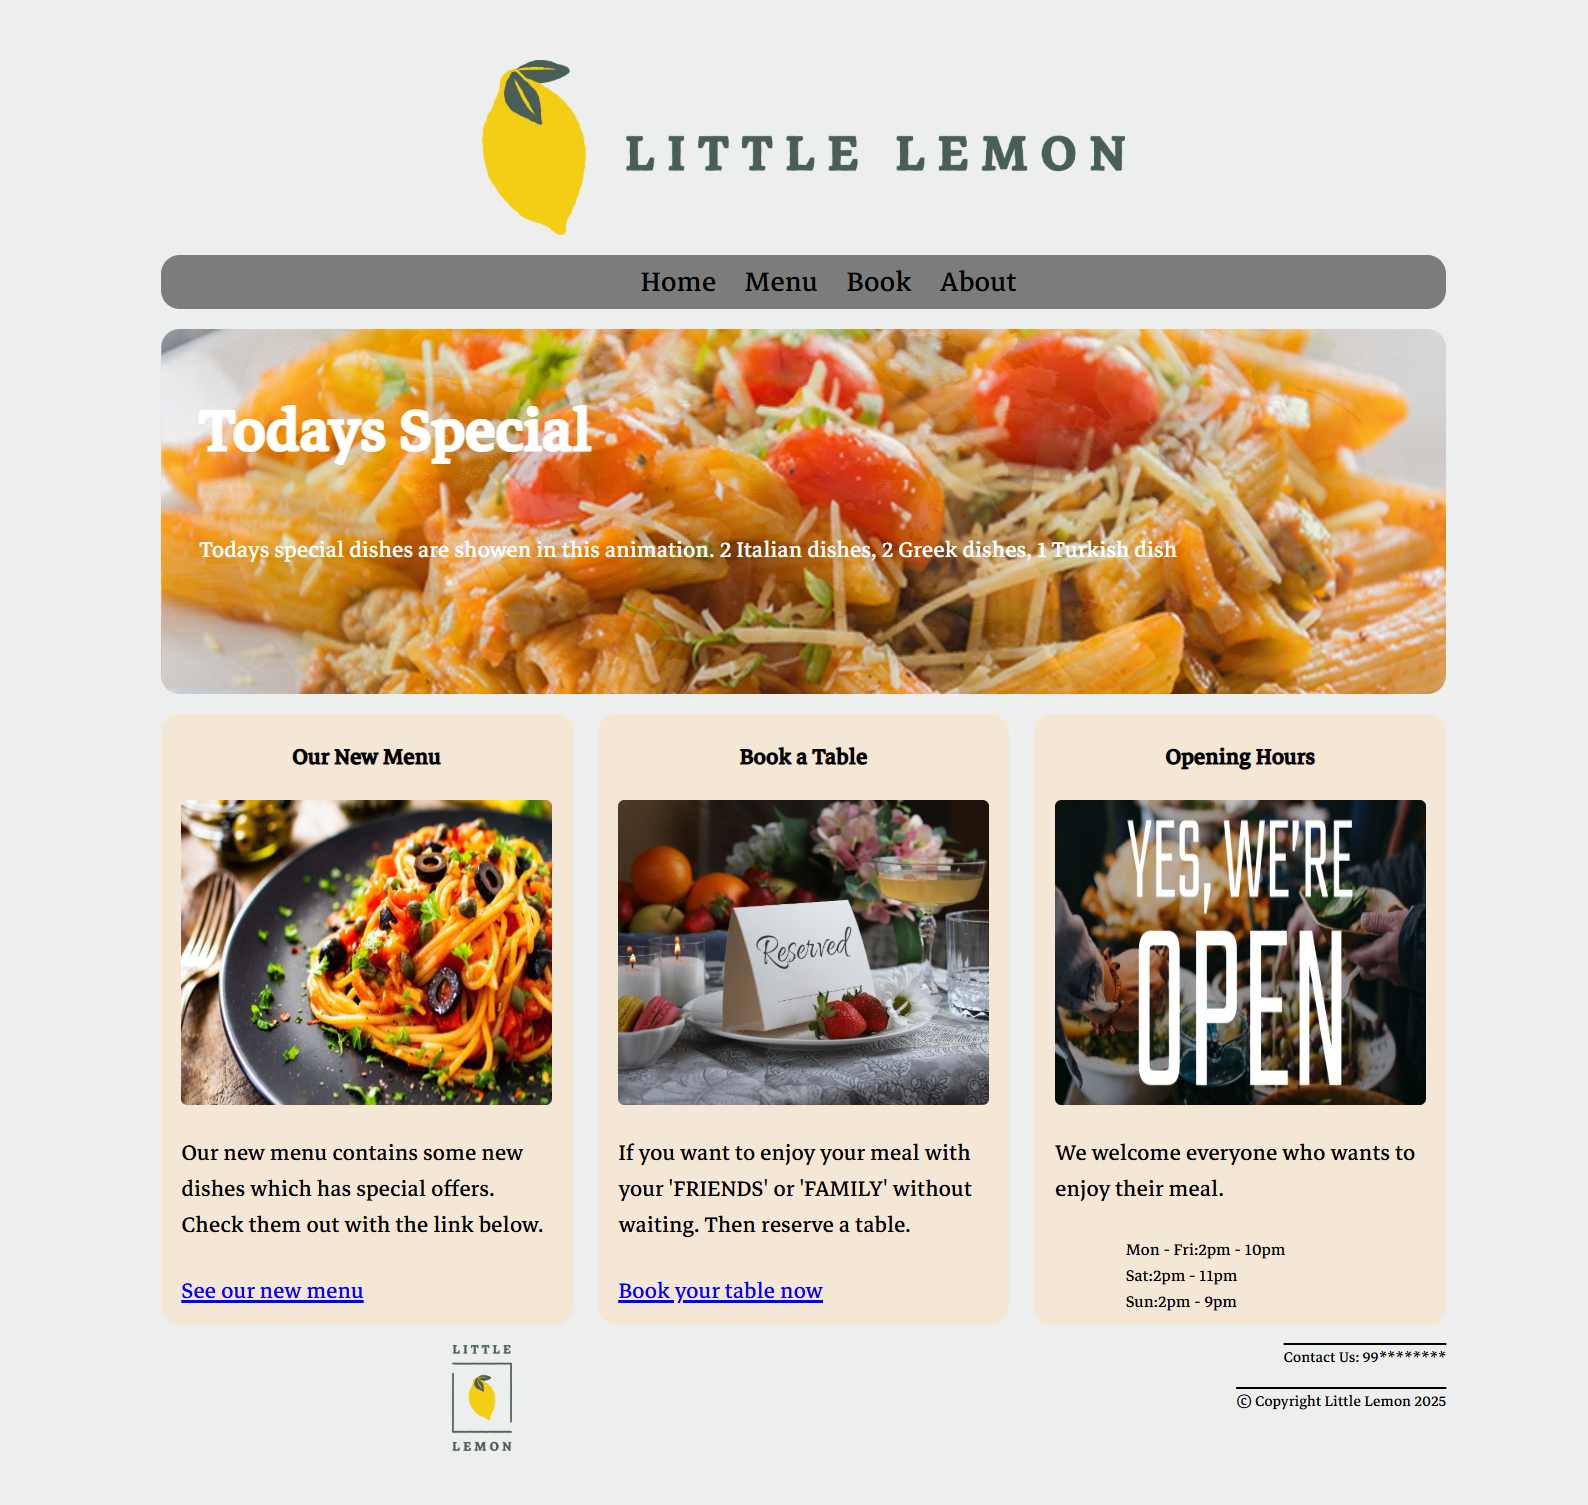 LITTLE LEMON
Home Menu Book About
Todays Special
Todays special dishes are showen in this animation. 2 Italian dishes, 2 Greek dishes, 1 Turkish dish
Our New Menu
Our new menu contains some new
dishes which has special offers.
Check them out with the link below.
See our new menu
Book a Table
Reserved
If you want to enjoy your meal with
your 'FRIENDS' or 'FAMILY' without
waiting. Then reserve a table.
Book your table now
Opening Hours
YES, WE'RE
OPEN
We welcome everyone who wants to
enjoy their meal.
Mon - Fri:2pm - 10pm
Sat:2pm - 11pm
Sun:2pm - 9pm
LITTLE
LEMON
Contact Us: 99********
© Copyright Little Lemon 2025